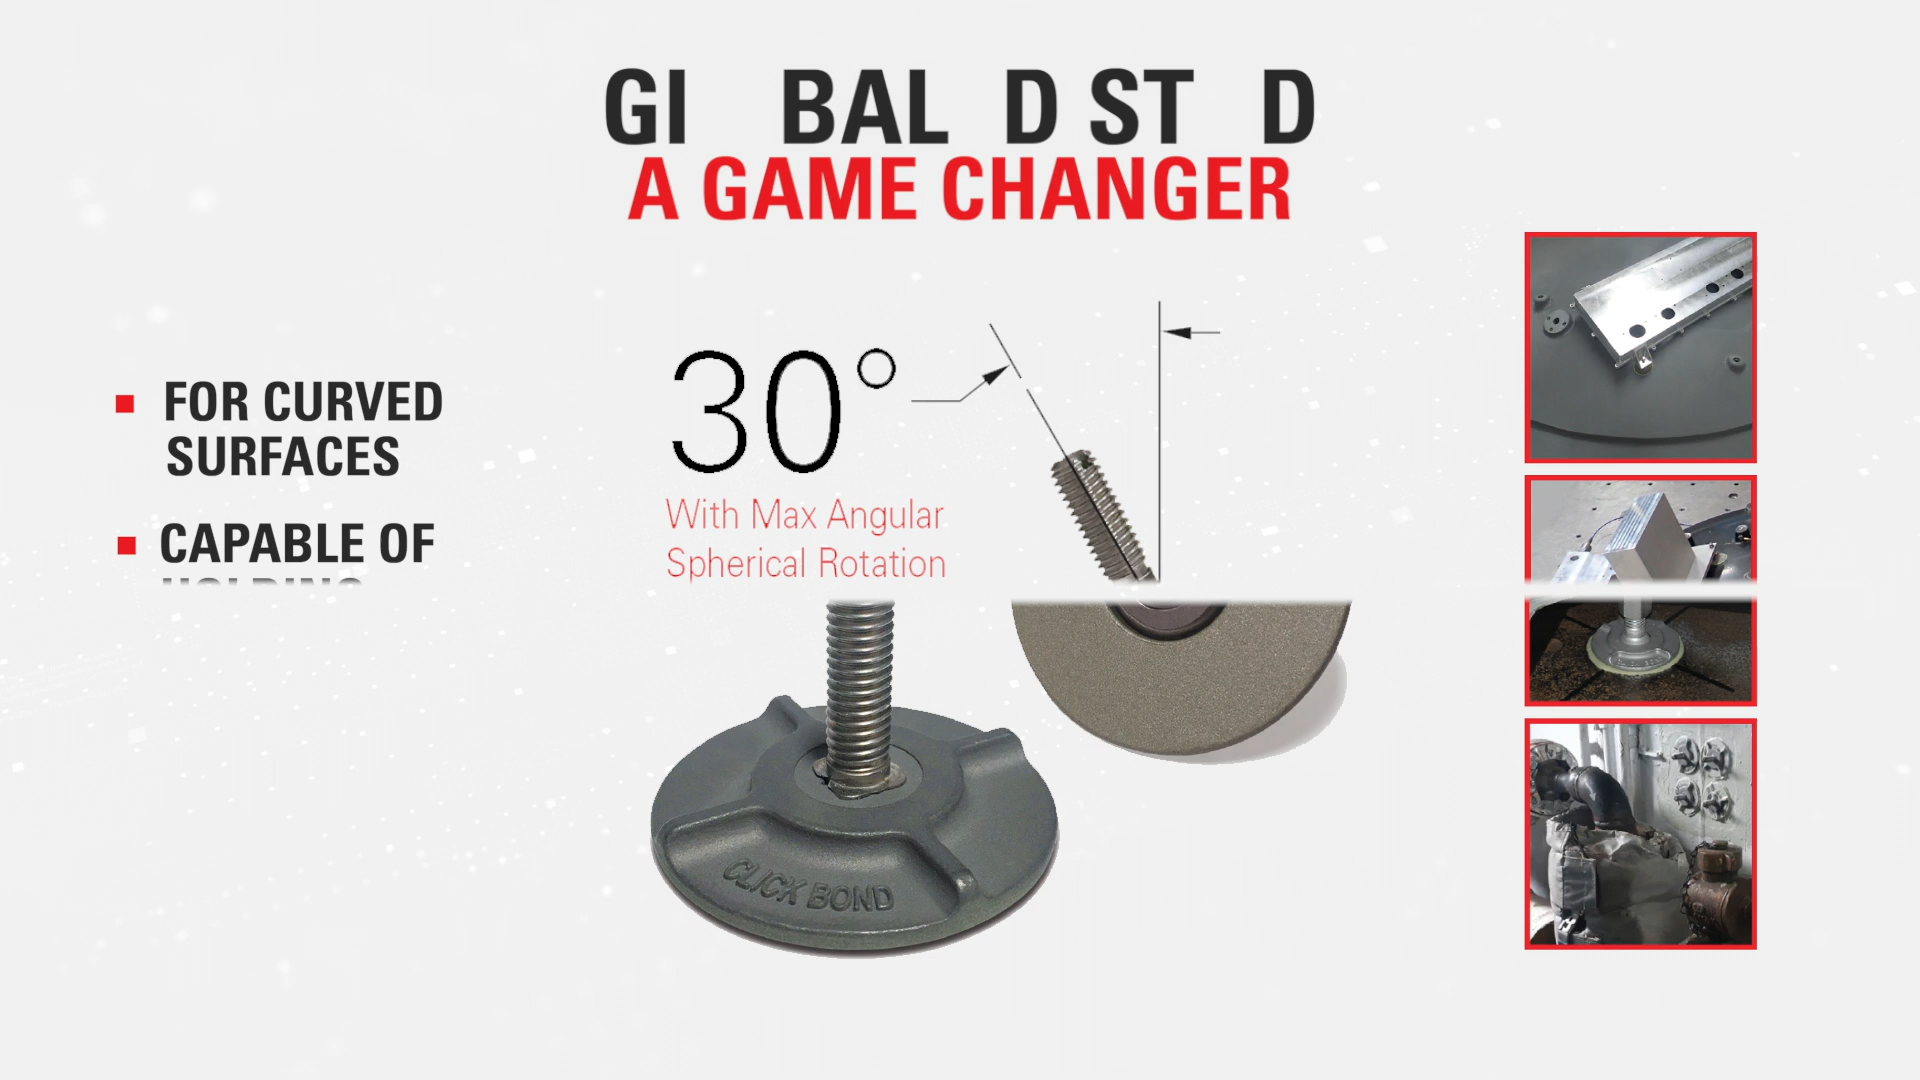 GI BAL D ST D
A GAME CHANGER
FOR CURVED
SURFACES
CAPABLE OF
30°
With Max Angular
Spherical Rotation
CLICK BOND